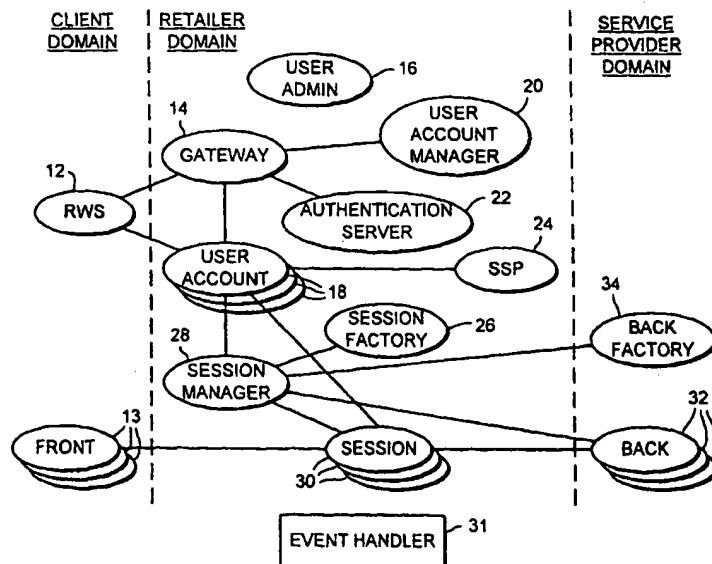 CLIENT
DOMAIN
RETAILER
DOMAIN
SERVICE
PROVIDER
DOMAIN
USER
ADMIN
16
20
USER
ACCOUNT
MANAGER
14
GATEWAY
12
RWS
22
AUTHENTICATION
SERVER
24
SSP
USER
ACCOUNT
18
SESSION
FACTORY
26
34
BACK
FACTORY
28
SESSION
MANAGER
13
FRONT
SESSION
30
32
BACK
31
EVENT HANDLER